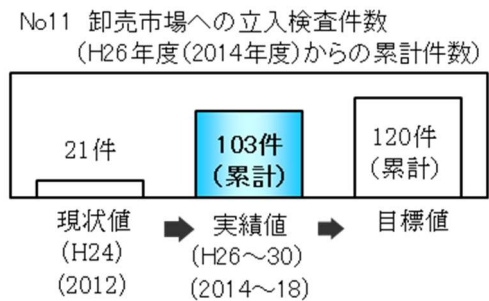 No11 卸売市場への立入検査件数
(H26年度(2014年度)からの累計件数)
21件
103件
(累計)
120件
(累計)
現状値
(H24)
(2012)
➡
実績値
(H26～30)
(2014～18)
➡
目標値